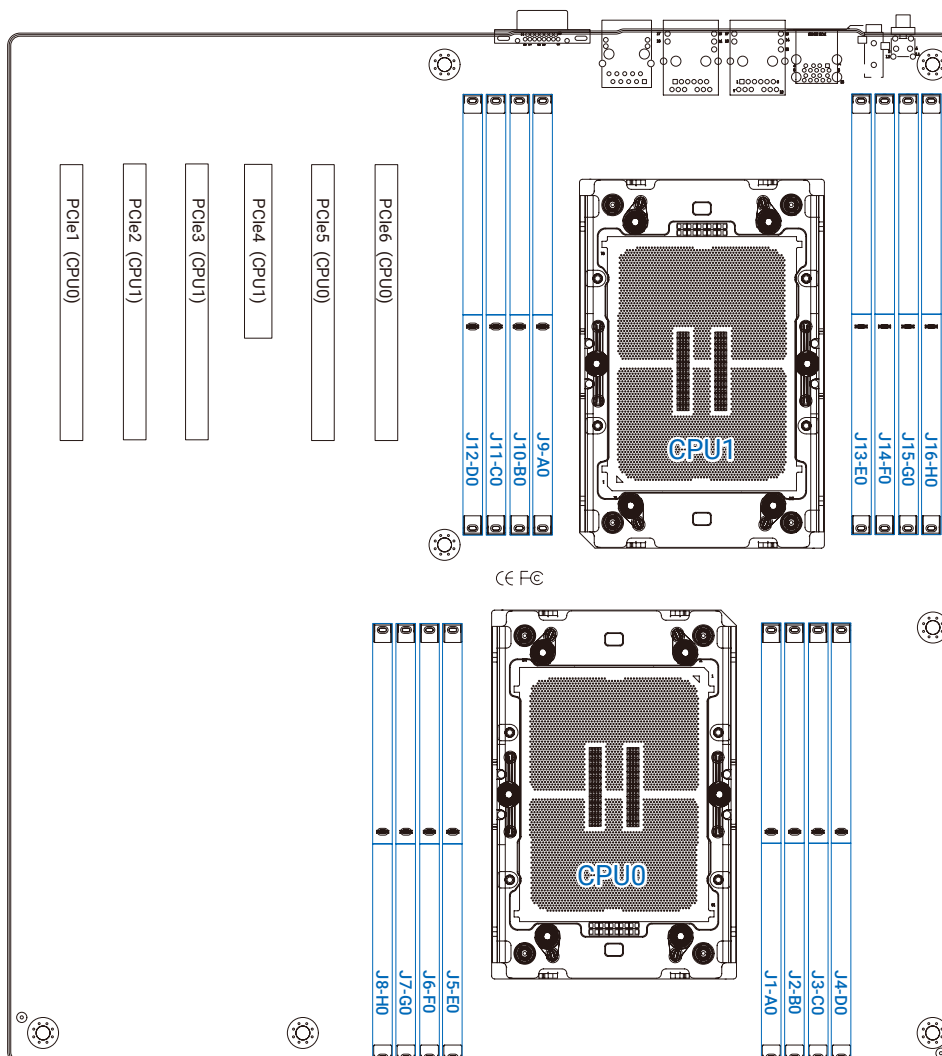 PCIe1 (CPU0)
PCIe2 (CPU1)
PCIe3 (CPU1)
PCIe4 (CPU1)
PCIe5 (CPU0)
PCIe6 (CPU0)
J12-D0
J11-C0
J10-B0
J9-A0
CPU1
J13-E0
J14-F0
J15-G0
J16-H0
CE FC
CPU0
J8-H0
J7-G0
J6-F0
J5-E0
J1-A0
J2-B0
J3-C0
J4-D0